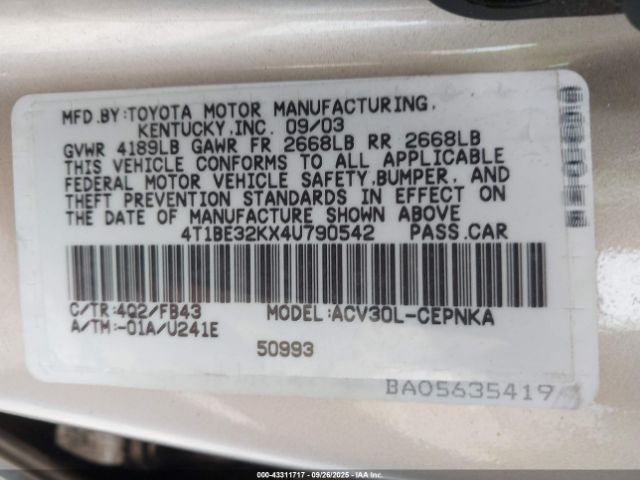 MFD.BY:TOYOTA MOTOR MANUFACTURING,
KENTUCKY,INC. 09/03
GVWR 4189LB GAWR FR 2668LB RR 2668LB
THIS VEHICLE CONFORMS TO ALL APPLICABLE
FEDERAL MOTOR VEHICLE SAFETY,BUMPER, AND
THEFT PREVENTION STANDARDS IN EFFECT ON
THE DATE OF MANUFACTURE SHOWN ABOVE
4T1BE32KX4U790542 PASS.CAR
C/TR:4Q2/FB43 MODEL:ACV30L-CEPNKA
A/TM:-01A/U241E
50993
BA05635419
000-43311717 - 09/26/2025 - IAAI.COM